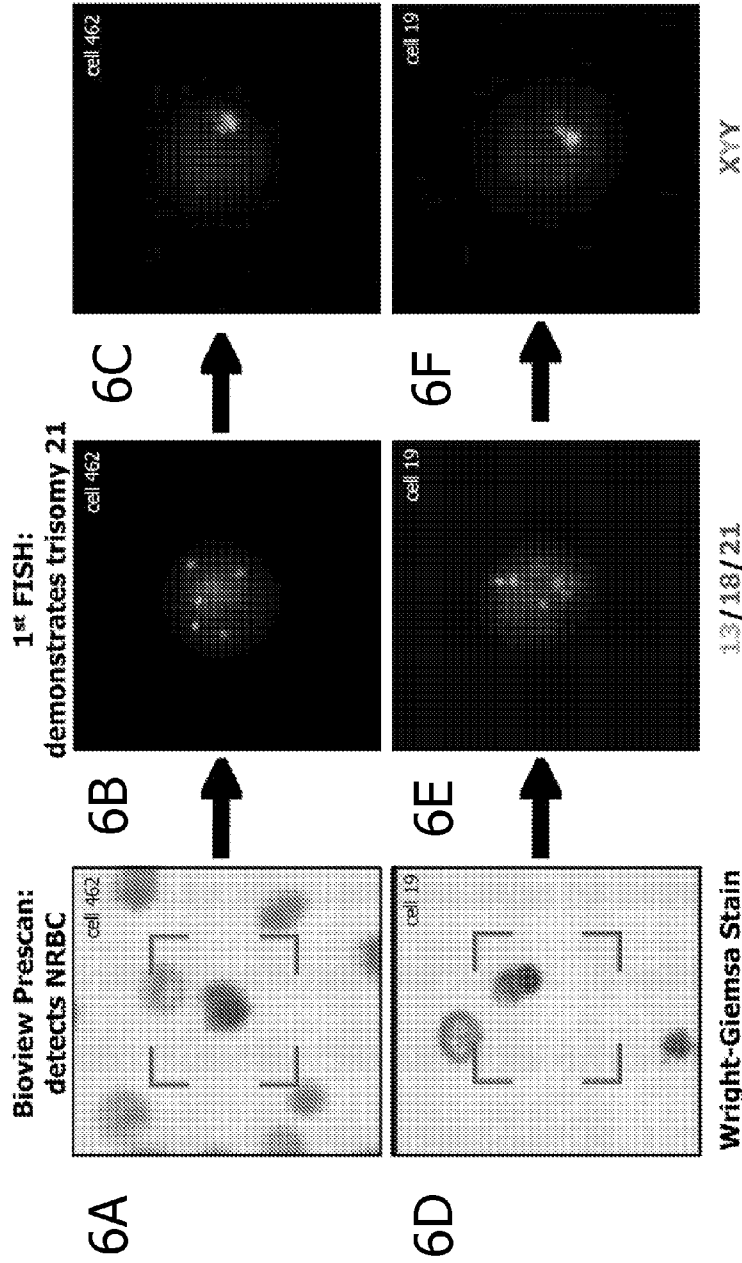 Bioview Prescan:
detects NRBC
1st FISH:
demonstrates trisomy 21
6A
cell 462
6B
cell 462
6C
cell 462
6D
cell 19
6E
cell 19
6F
cell 19
Wright-Giemsa Stain
13/18/21
XYY